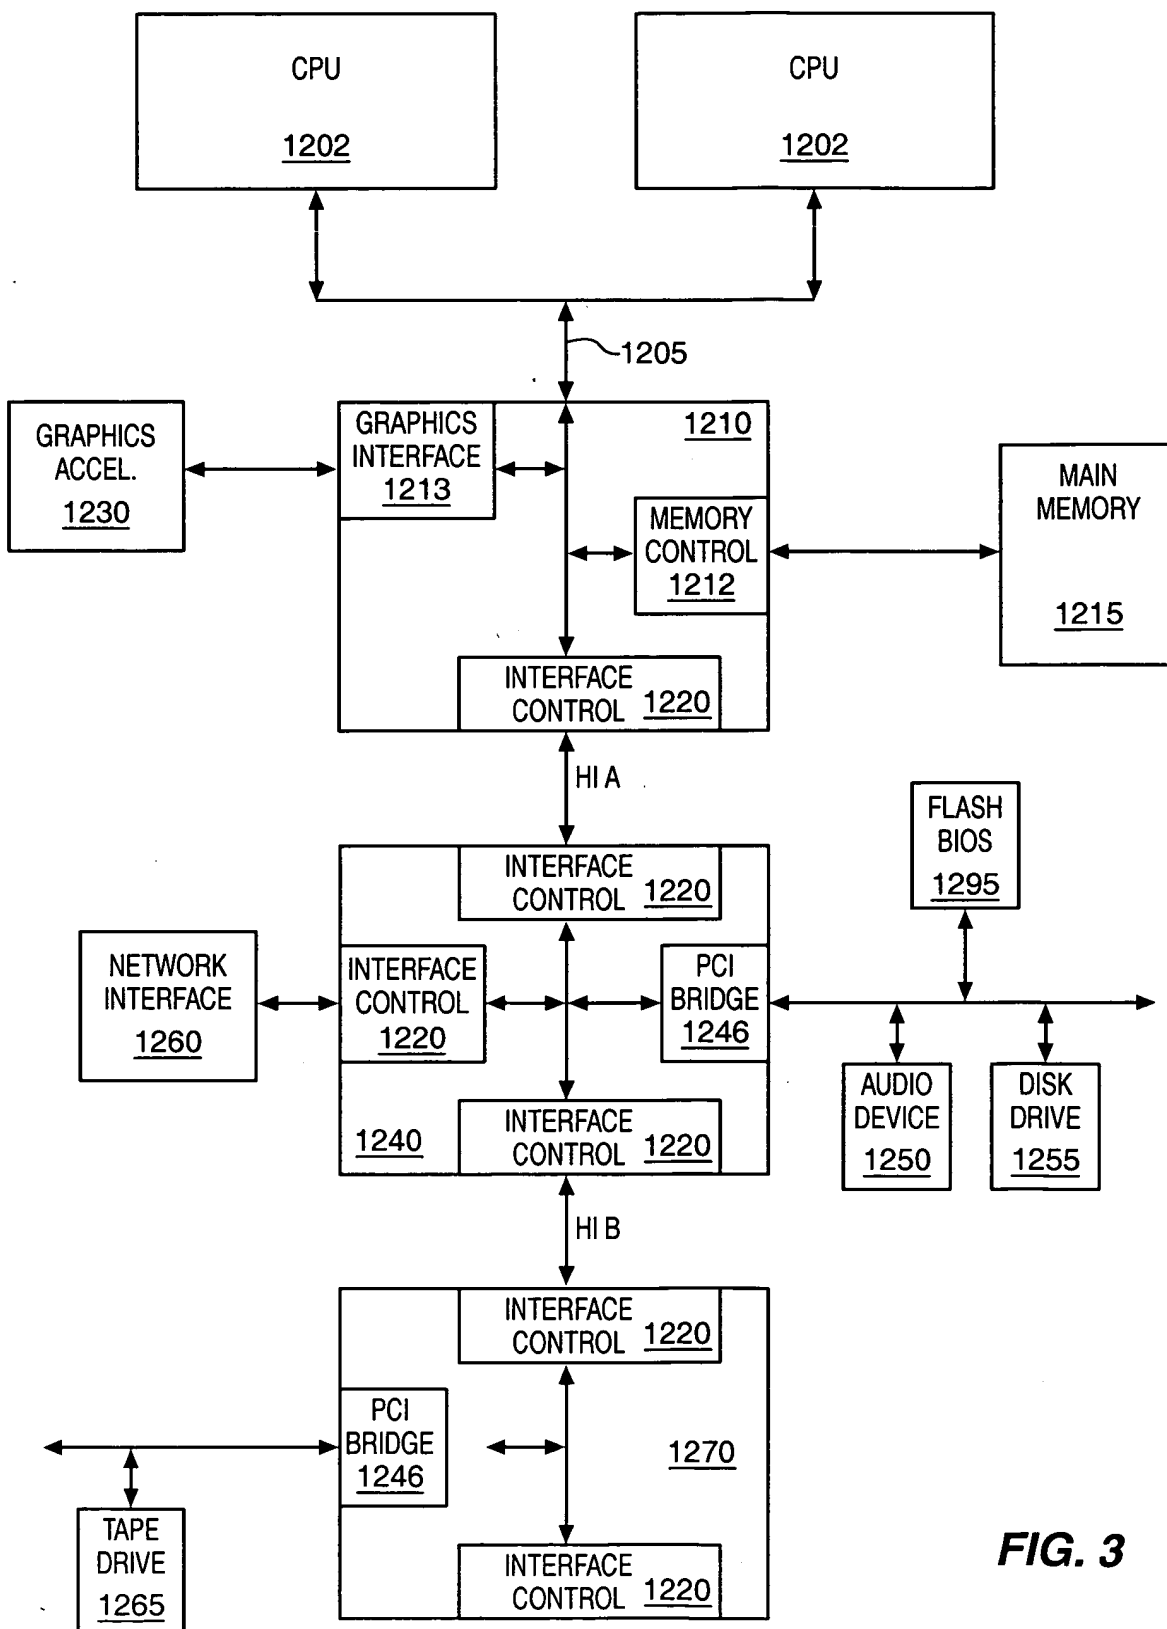 CPU
1202
CPU
1202
1205
GRAPHICS
ACCEL.
1230
GRAPHICS
INTERFACE
1213
1210
MEMORY
CONTROL
1212
MAIN
MEMORY
1215
INTERFACE
CONTROL
1220
HI A
INTERFACE
CONTROL
1220
FLASH
BIOS
1295
NETWORK
INTERFACE
1260
INTERFACE
CONTROL
1220
PCI
BRIDGE
1246
AUDIO
DEVICE
1250
DISK
DRIVE
1255
1240
INTERFACE
CONTROL
1220
HI B
INTERFACE
CONTROL
1220
PCI
BRIDGE
1246
1270
TAPE
DRIVE
1265
INTERFACE
CONTROL
1220
FIG. 3